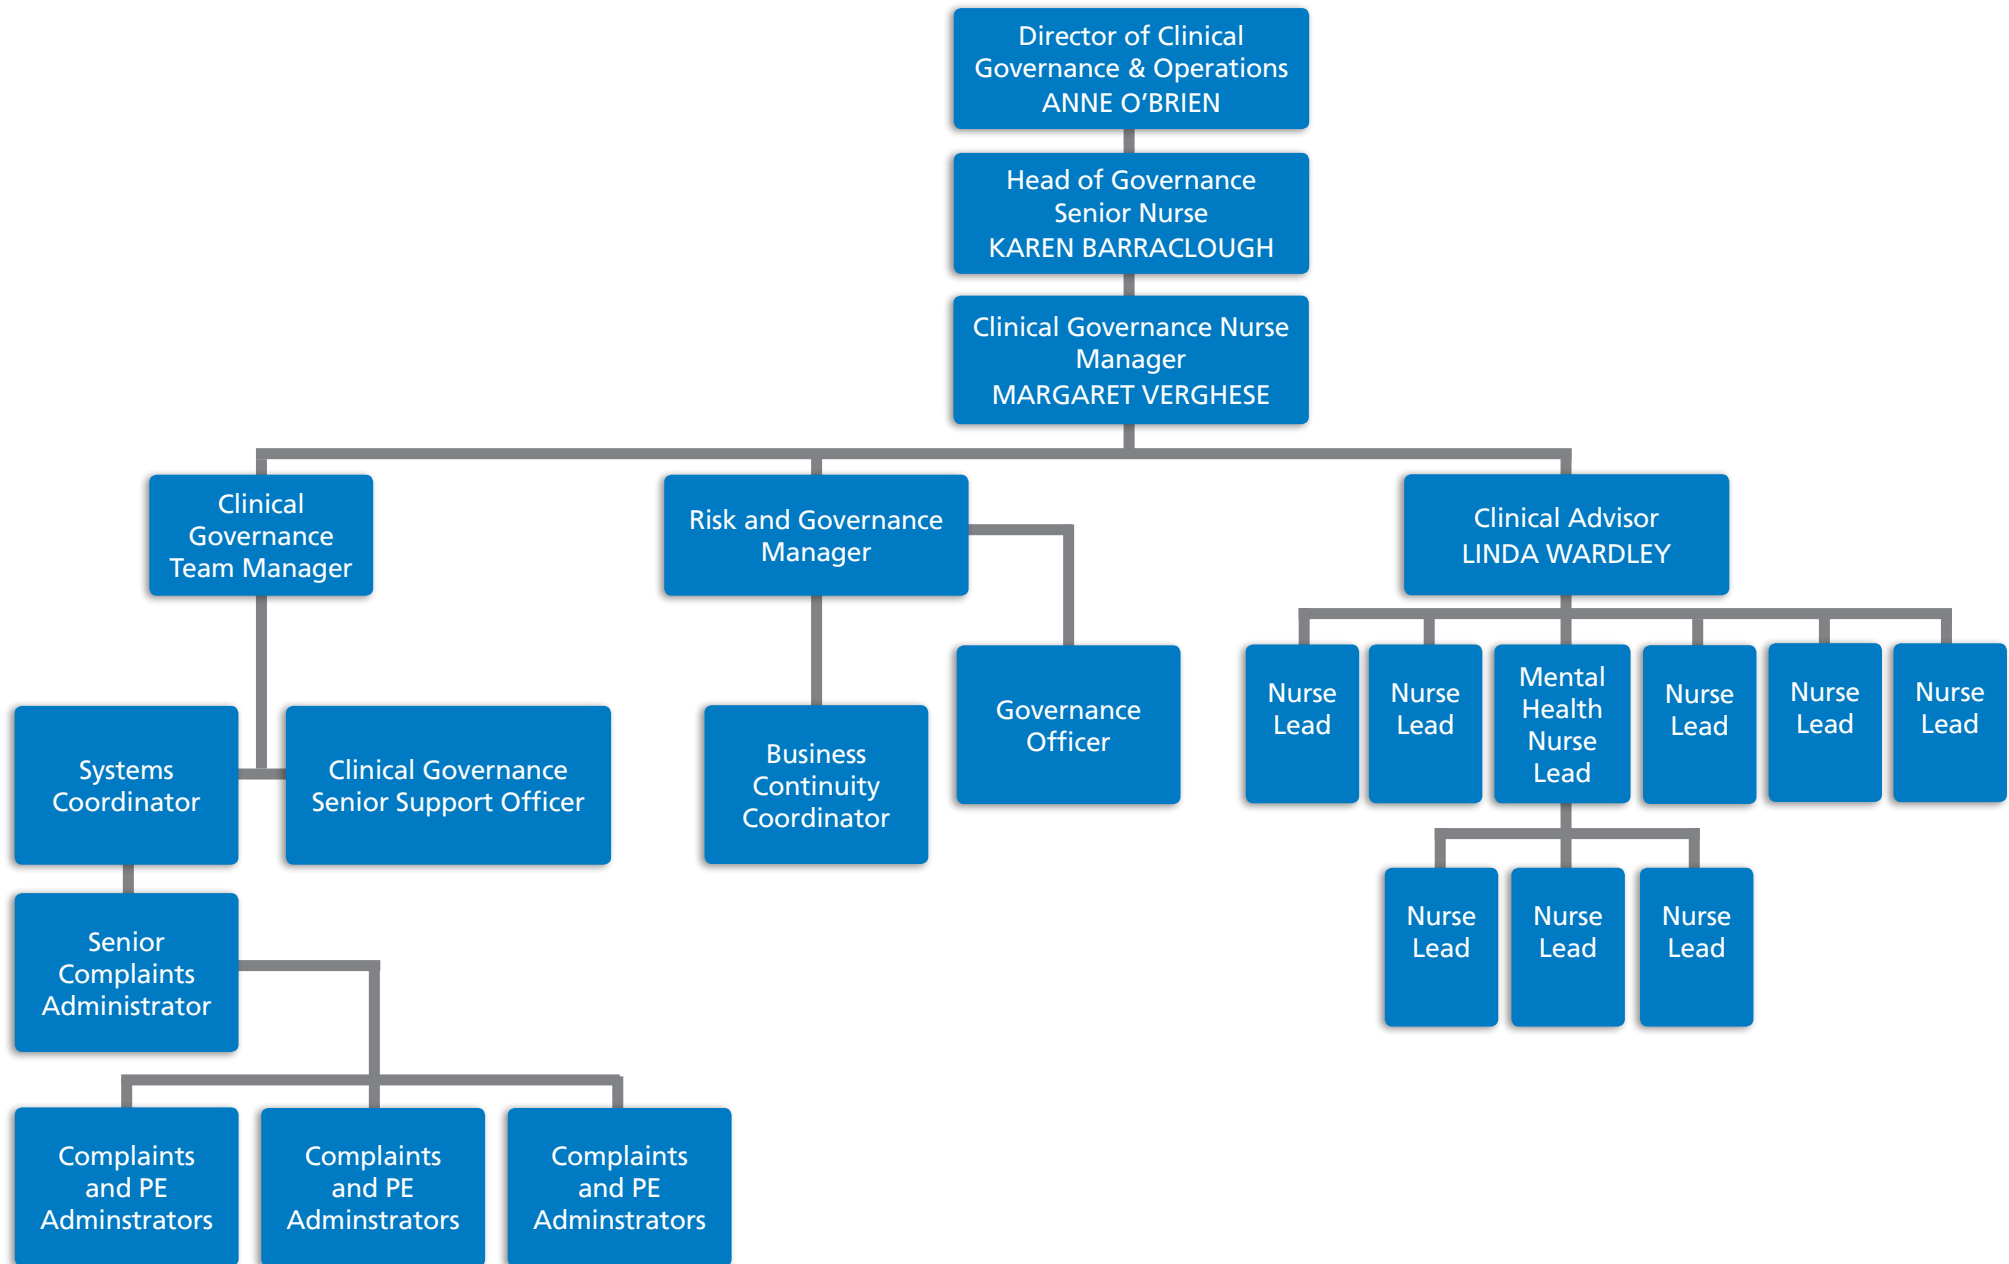 Director of Clinical
Governance & Operations
ANNE O’BRIEN
Head of Governance
Senior Nurse
KAREN BARRACLOUGH
Clinical Governance Nurse
Manager
MARGARET VERGHESE
Clinical
Governance
Team Manager
Risk and Governance
Manager
Clinical Advisor
LINDA WARDLEY
Systems
Coordinator
Clinical Governance
Senior Support Officer
Business
Continuity
Coordinator
Governance
Officer
Nurse
Lead
Nurse
Lead
Mental
Health
Nurse
Lead
Nurse
Lead
Nurse
Lead
Nurse
Lead
Senior
Complaints
Administrator
Nurse
Lead
Nurse
Lead
Nurse
Lead
Complaints
and PE
Adminstrators
Complaints
and PE
Adminstrators
Complaints
and PE
Adminstrators